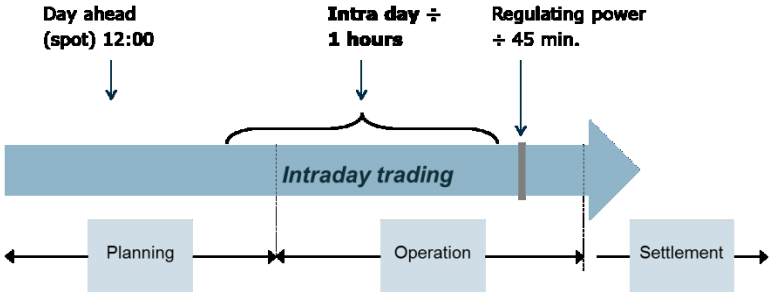 Day ahead
(spot) 12:00
Intra day ÷
1 hours
Regulating power
÷ 45 min.
Intraday trading
Planning
Operation
Settlement